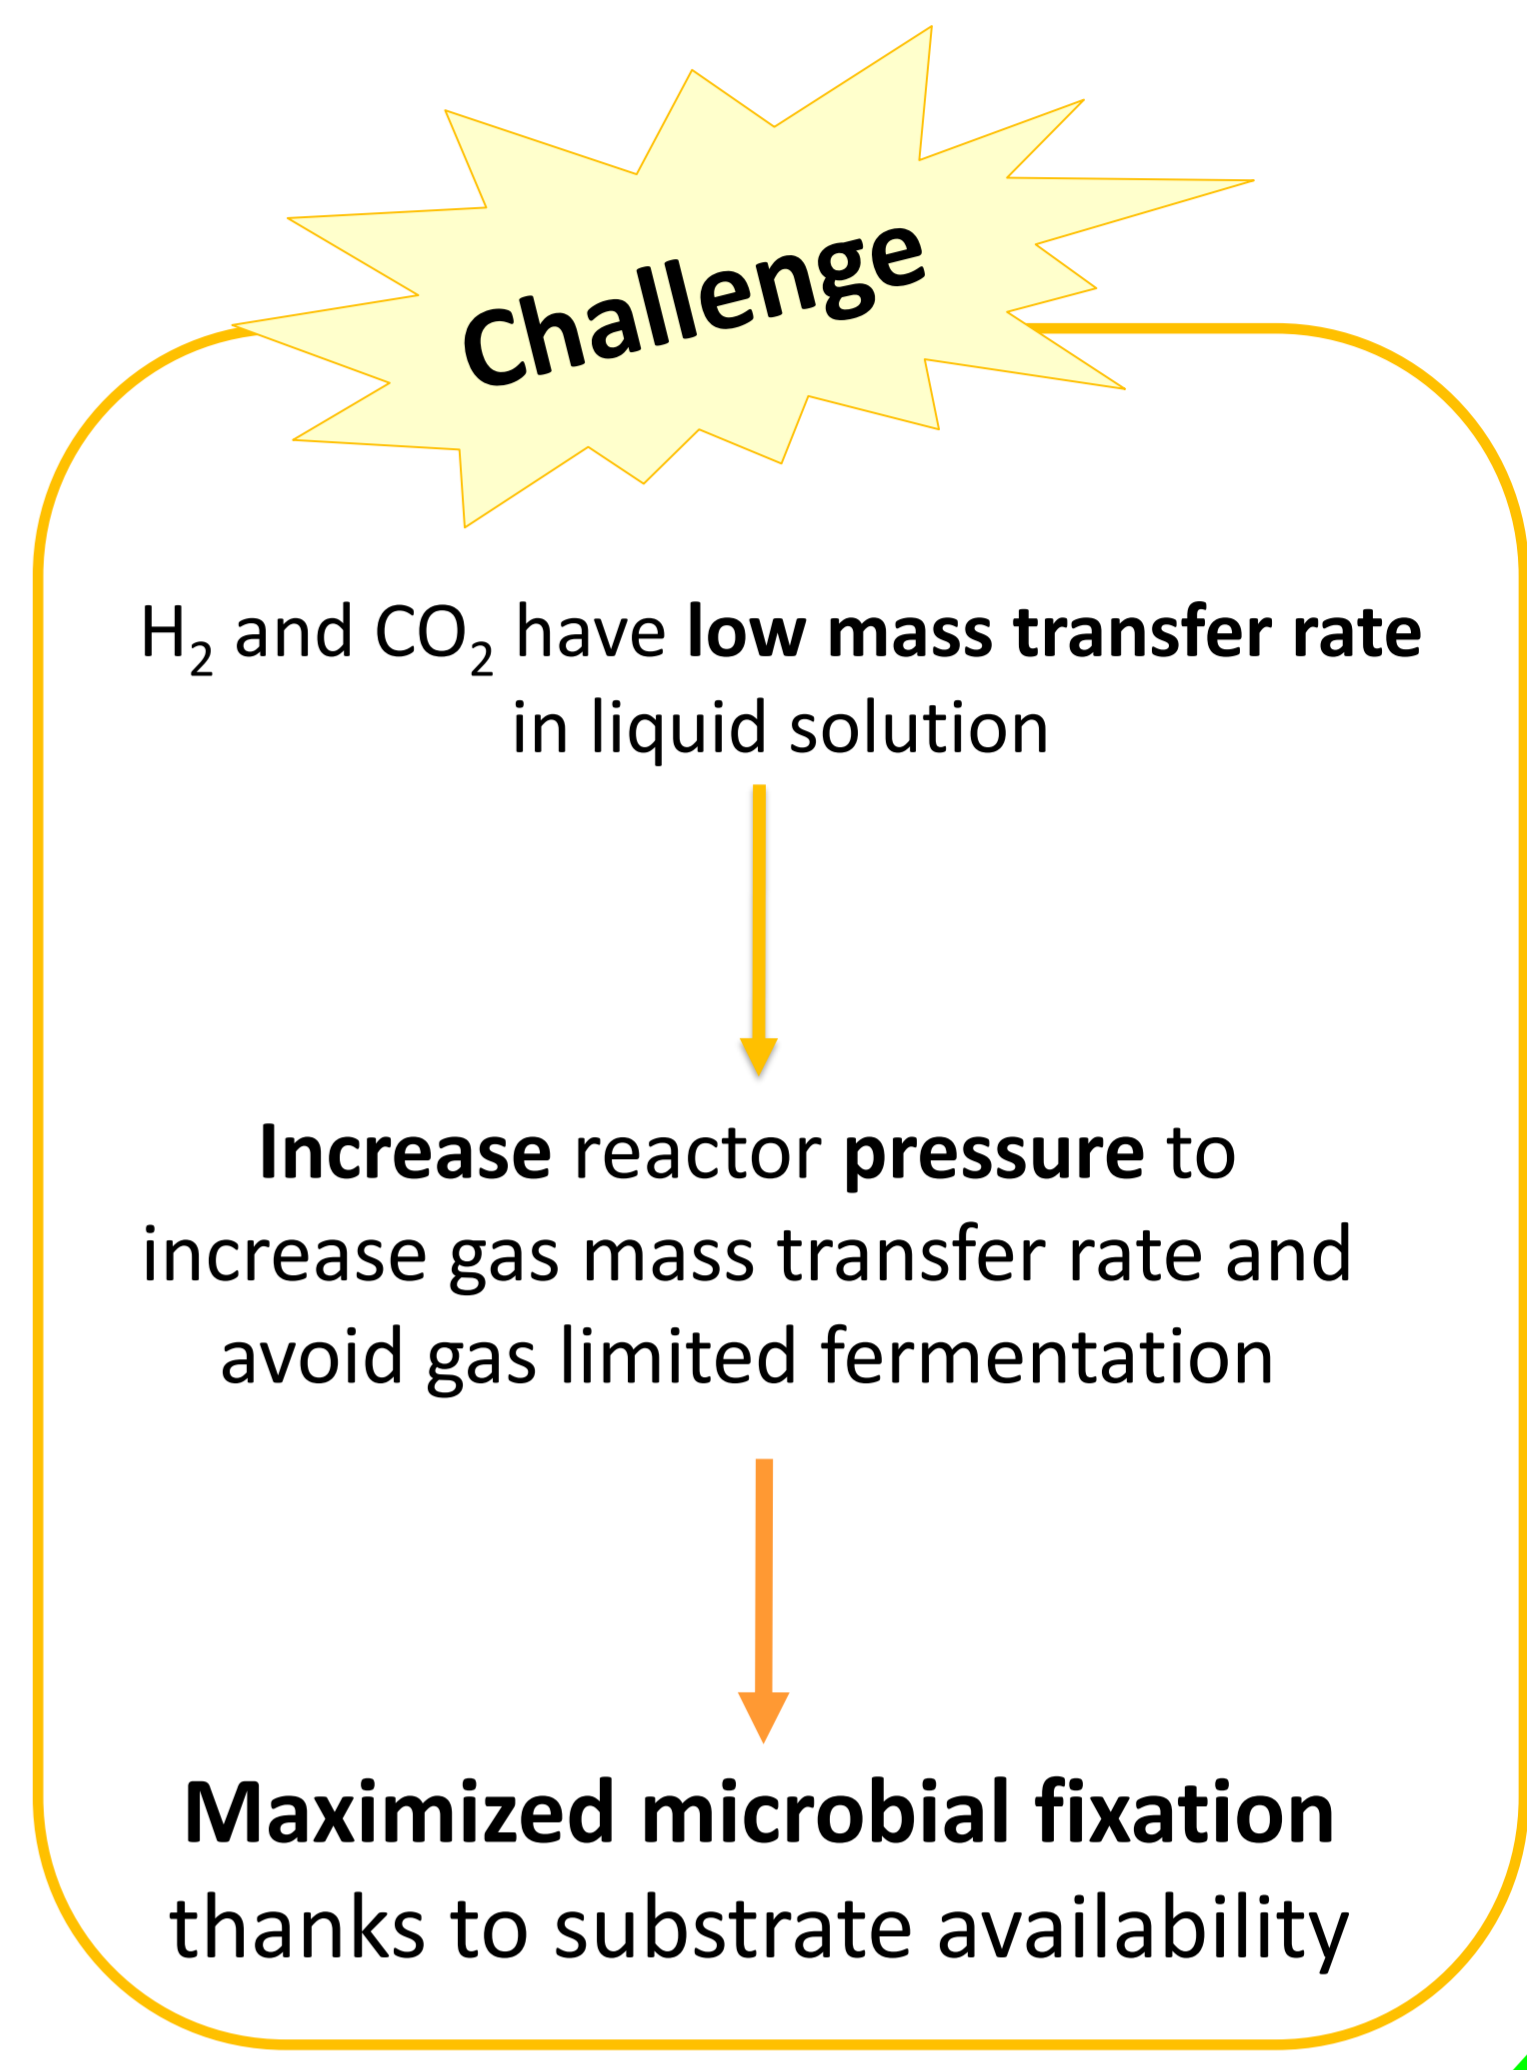 Challenge
H₂ and CO₂ have low mass transfer rate
in liquid solution
Increase reactor pressure to
increase gas mass transfer rate and
avoid gas limited fermentation
Maximized microbial fixation
thanks to substrate availability